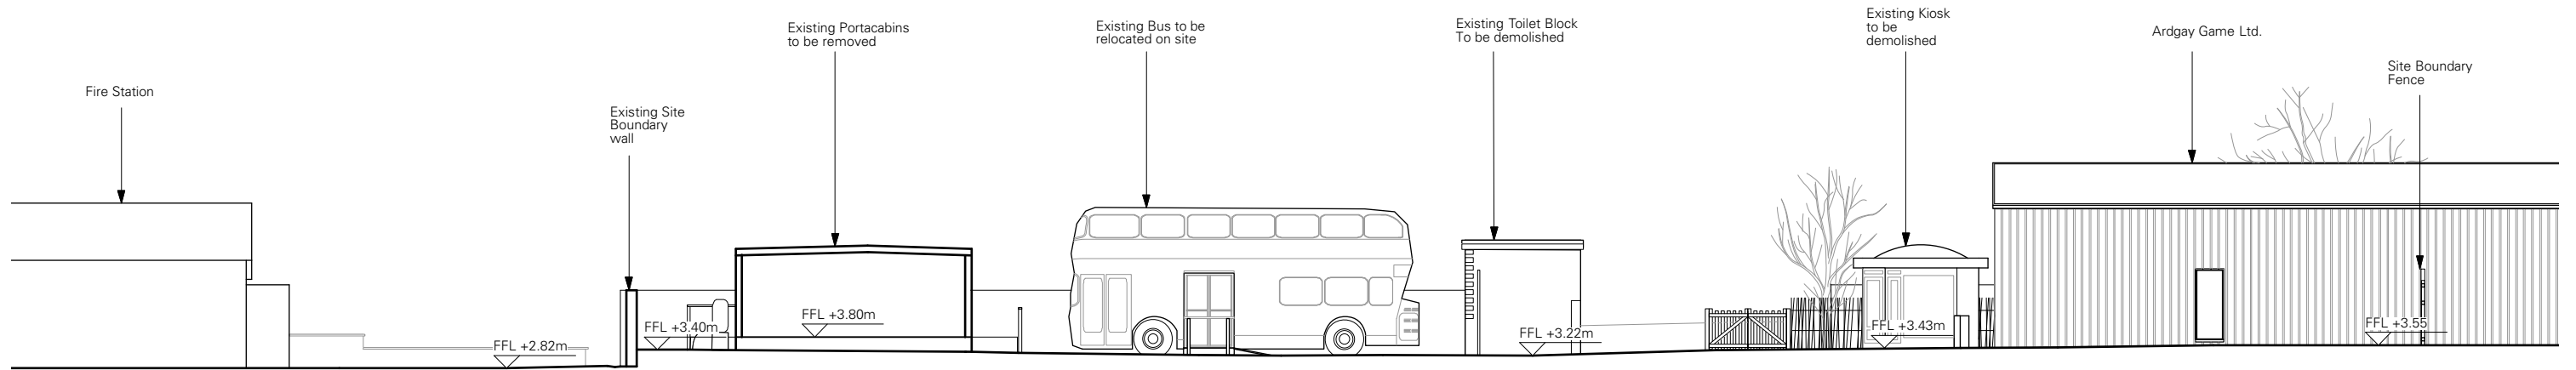 Fire Station
Existing Site
Boundary
wall
Existing Portacabins
to be removed
Existing Bus to be
relocated on site
Existing Toilet Block
To be demolished
Existing Kiosk
to be
demolished
Ardgay Game Ltd.
Site Boundary
Fence
FFL +2.82m
FFL +3.40m
FFL +3.80m
FFL +3.22m
FFL +3.43m
FFL +3.55